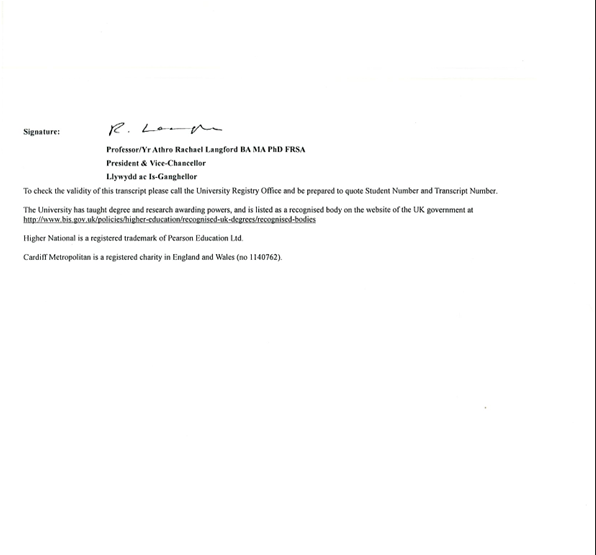 Signature:
R. Lang
Professor/Yr Athro Rachael Langford BA MA PhD FRSA
President & Vice-Chancellor
Llywydd ac Is-Ganghellor
To check the validity of this transcript please call the University Registry Office and be prepared to quote Student Number and Transcript Number.
The University has taught degree and research awarding powers, and is listed as a recognised body on the website of the UK government at
http://www.bis.gov.uk/policies/higher-education/recognised-uk-degrees/recognised-bodies
Higher National is a registered trademark of Pearson Education Ltd.
Cardiff Metropolitan is a registered charity in England and Wales (no 1140762).